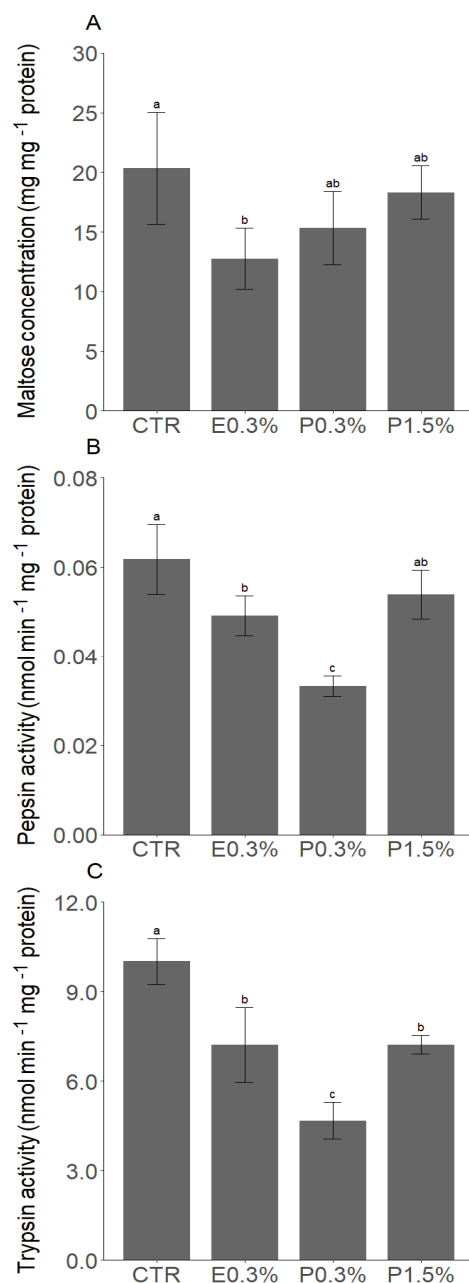 A
Maltose concentration (mg mg -1 protein)
30
25
20
15
10
5
0
a
b
ab
ab
CTR E0.3% P0.3% P1.5%
B
Pepsin activity (nmol min -1 mg -1 protein)
0.08
0.06
0.04
0.02
0.00
a
b
c
ab
CTR E0.3% P0.3% P1.5%
C
Trypsin activity (nmol min -1 mg -1 protein)
12.0
9.0
6.0
3.0
0.0
a
b
c
b
CTR E0.3% P0.3% P1.5%